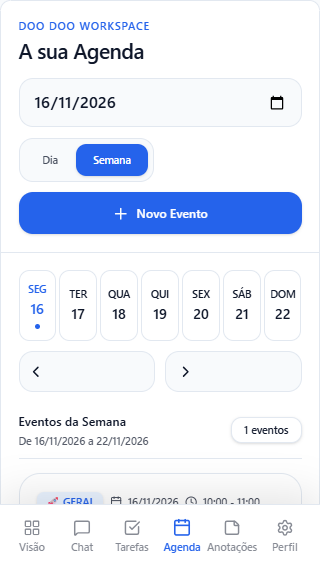 DOO DOO WORKSPACE
A sua Agenda
16/11/2026
Dia Semana
Novo Evento
SEG TER QUA QUI SEX SÁB DOM
16 17 18 19 20 21 22
Eventos da Semana
1 eventos
De 16/11/2026 a 22/11/2026
GERAL 16/11/2026 10:00 - 11:00
Visão Chat Tarefas Agenda Anotações Perfil